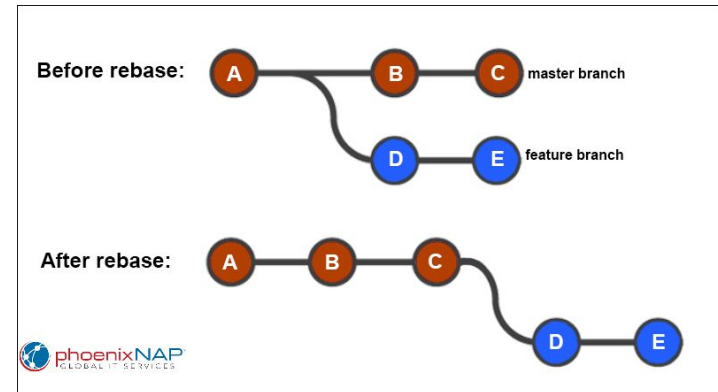 Before rebase:
A
B
C
master branch
D
E
feature branch
After rebase:
A
B
C
D
E
phoenixNAP
GLOBAL IT SERVICES